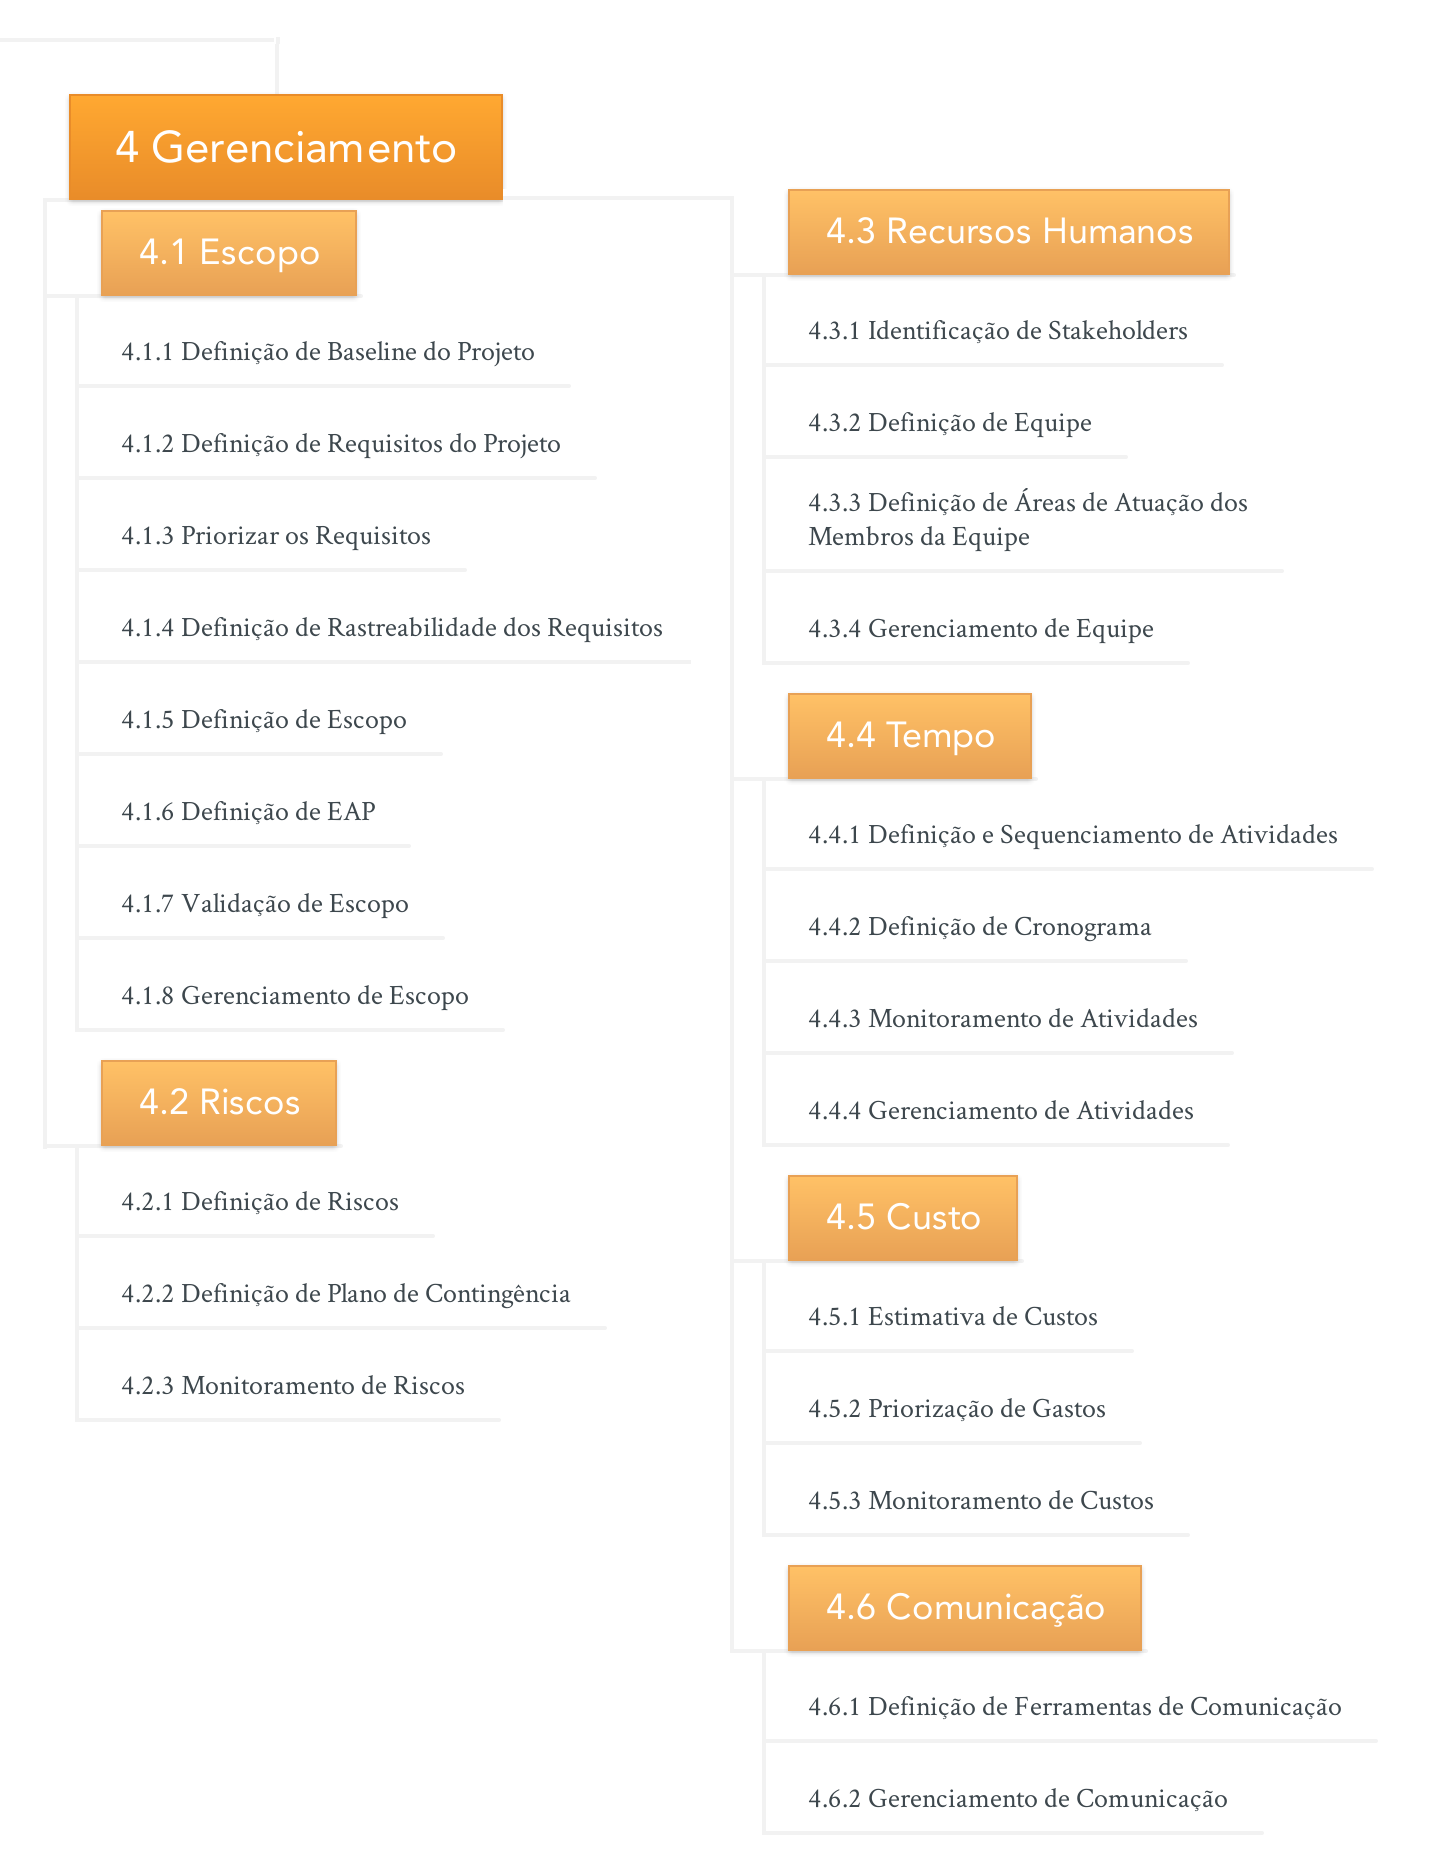 4 Gerenciamento
4.1 Escopo
4.1.1 Definição de Baseline do Projeto
4.1.2 Definição de Requisitos do Projeto
4.1.3 Priorizar os Requisitos
4.1.4 Definição de Rastreabilidade dos Requisitos
4.1.5 Definição de Escopo
4.1.6 Definição de EAP
4.1.7 Validação de Escopo
4.1.8 Gerenciamento de Escopo
4.2 Riscos
4.2.1 Definição de Riscos
4.2.2 Definição de Plano de Contingência
4.2.3 Monitoramento de Riscos
4.3 Recursos Humanos
4.3.1 Identificação de Stakeholders
4.3.2 Definição de Equipe
4.3.3 Definição de Áreas de Atuação dos
Membros da Equipe
4.3.4 Gerenciamento de Equipe
4.4 Tempo
4.4.1 Definição e Sequenciamento de Atividades
4.4.2 Definição de Cronograma
4.4.3 Monitoramento de Atividades
4.4.4 Gerenciamento de Atividades
4.5 Custo
4.5.1 Estimativa de Custos
4.5.2 Priorização de Gastos
4.5.3 Monitoramento de Custos
4.6 Comunicação
4.6.1 Definição de Ferramentas de Comunicação
4.6.2 Gerenciamento de Comunicação